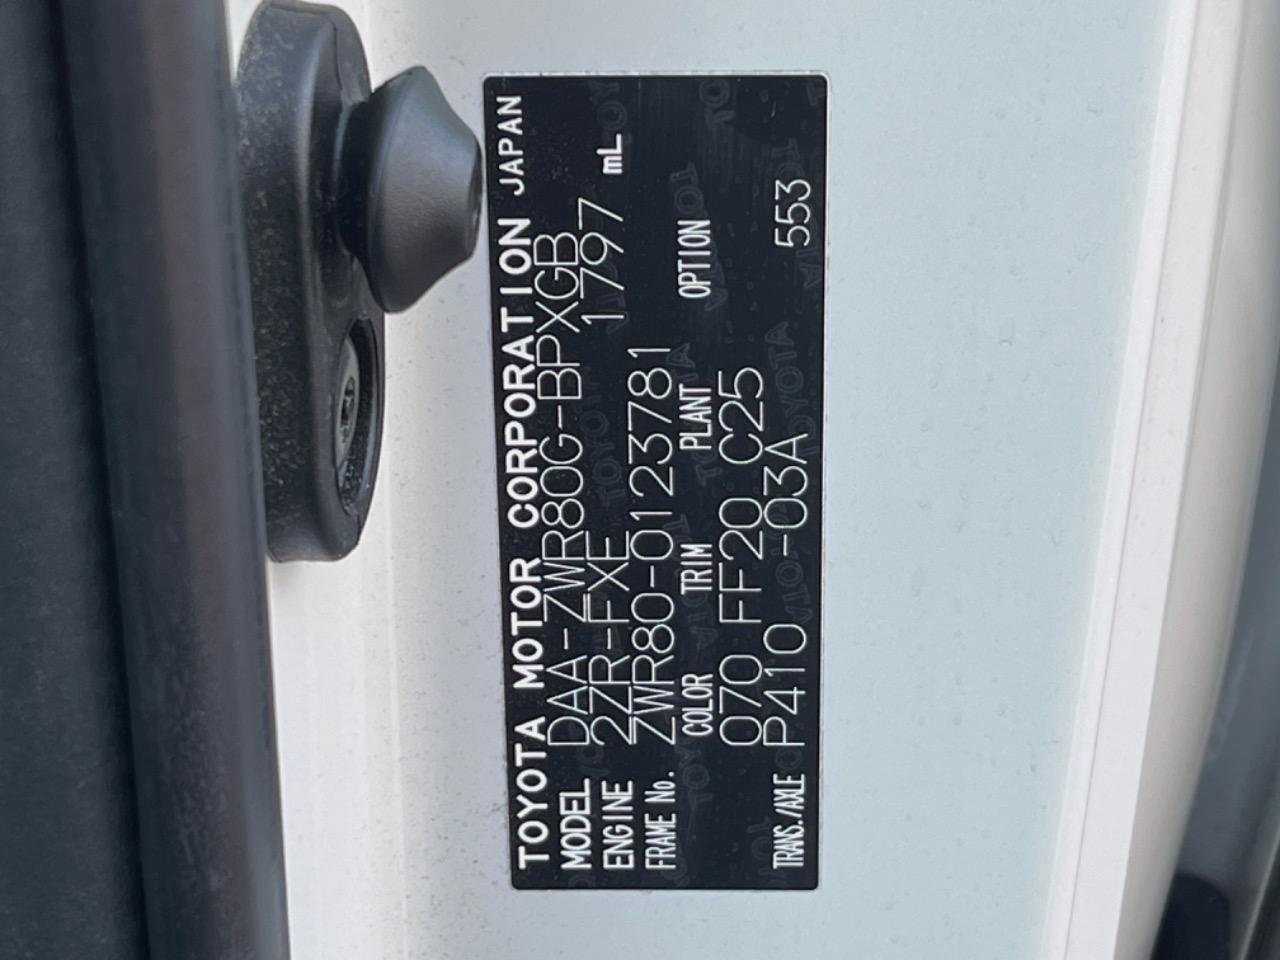 TOYOTA MOTOR CORPORATION JAPAN
MODEL DAA-ZWR80G-BPXGB
ENGINE 2ZR-FXE 1797 mL
FRAME No. ZWR80-0123781
COLOR TRIM PLANT OPTION
070 FF20 C25
TRANS./AXLE P410 -03A 553